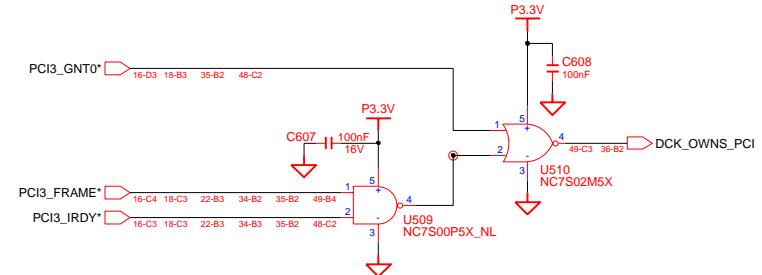 P3.3V
C608
100nF
PCI3_GNT0*
16-D3 18-B3 35-B2 48-C2
P3.3V
C607 100nF
16V
5
1 + 4
DCK_OWNS_PCI
2 -
49-C3 36-B2
3
U510
NC7S02M5X
5
PCI3_FRAME* 1 +
16-C4 18-C3 22-B3 34-B2 35-B2 49-B4
4
PCI3_IRDY* 2 -
16-C3 18-C3 22-B3 34-B3 35-B2 48-C2
3
U509
NC7S00P5X_NL